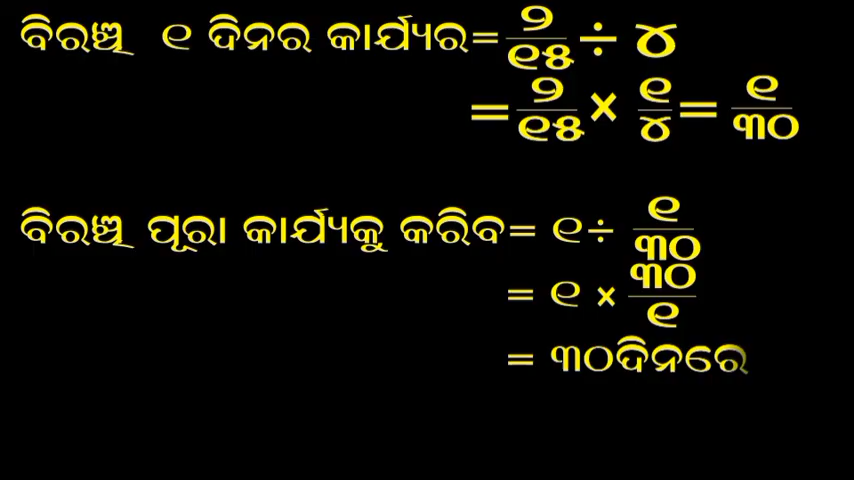 ବିରଞ୍ଚି ୧ ଦିନର କାର୍ଯ୍ୟର= ୨/୧୫ ÷ ୪
= ୨/୧୫ × ୧/୪ = ୧/୩୦
ବିରଞ୍ଚି ପୂରା କାର୍ଯ୍ୟକୁ କରିବ= ୧÷ ୧/୩୦
= ୧ × ୩୦/୧
= ୩୦ଦିନରେ